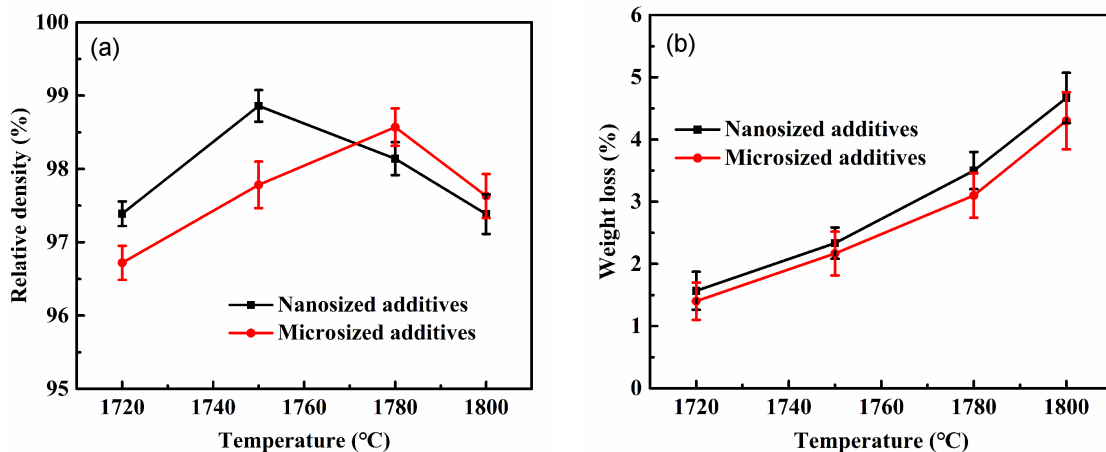 (a)
Relative density (%)
100
99
98
97
96
95
Nanosized additives
Microsized additives
1720
1740
1760
1780
1800
Temperature (℃)
(b)
Weight loss (%)
6
5
4
3
2
1
0
Nanosized additives
Microsized additives
1720
1740
1760
1780
1800
Temperature (℃)